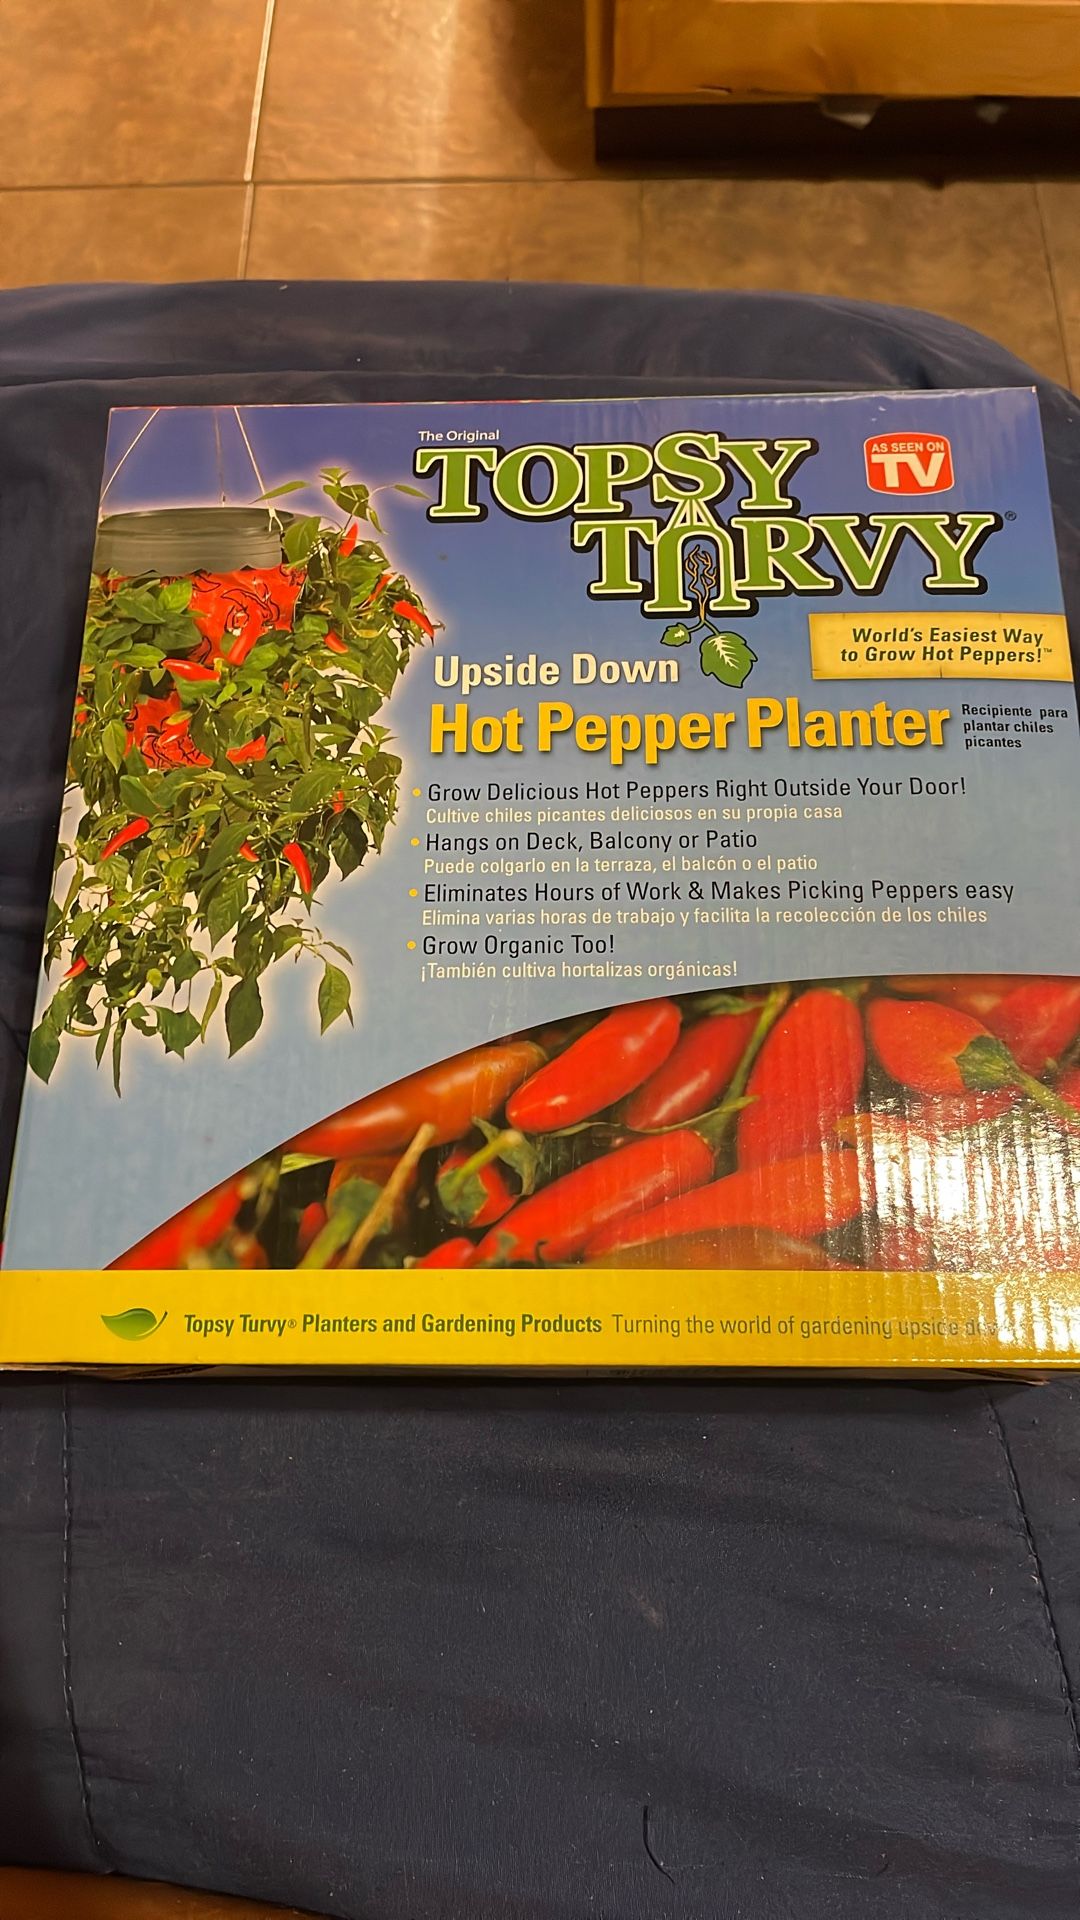 The Original
TOPSY
TURVY®
AS SEEN ON
TV
World's Easiest Way
to Grow Hot Peppers!™
Upside Down
Hot Pepper Planter
Recipiente para
plantar chiles
picantes
• Grow Delicious Hot Peppers Right Outside Your Door!
Cultive chiles picantes deliciosos en su propia casa
• Hangs on Deck, Balcony or Patio
Puede colgarlo en la terraza, el balcón o el patio
• Eliminates Hours of Work & Makes Picking Peppers easy
Elimina varias horas de trabajo y facilita la recolección de los chiles
• Grow Organic Too!
¡También cultiva hortalizas orgánicas!
Topsy Turvy® Planters and Gardening Products Turning the world of gardening upside